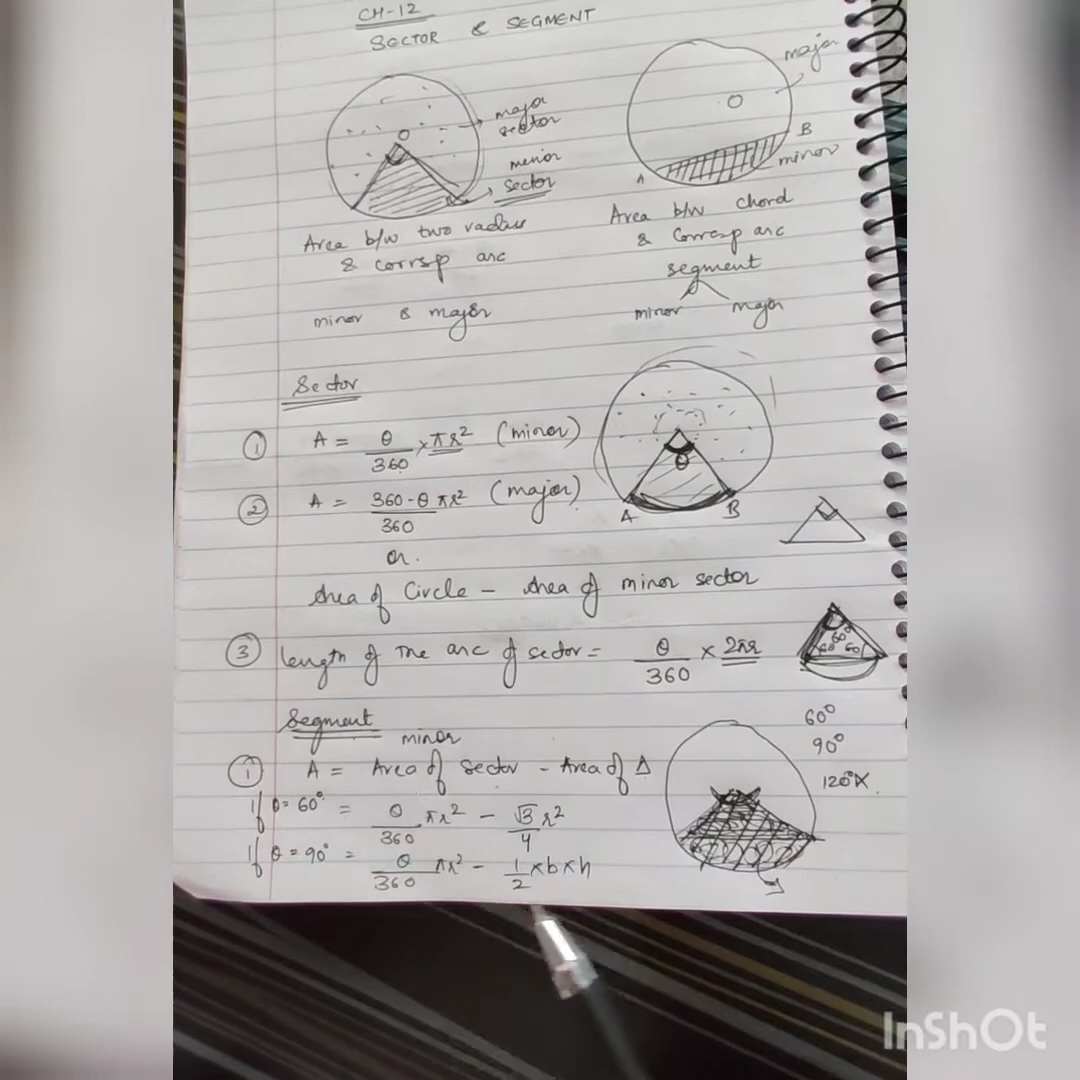 CH-12
SECTOR & SEGMENT
O
major
sector
menior
sector
Area b/w two radius
& corrsp arc
minor & major
major
O
B
minor
A
Area b/w chord
& Corresp arc
segment
minor major
Sector
① A = θ/360 × πr² (minor)
② A = 360-θ/360 πr² (major)
or.
Area of Circle – Area of minor sector
θ
A B
③ length of the arc of sector = θ/360 × 2πr
60°
60° 60
Segment
minor
① A = Area of sector – Area of Δ
If θ = 60° = θ/360 πr² – √3/4 r²
If θ = 90° = θ/360 πr² – 1/2 × b × h
60°
90°
120° X
InShOt